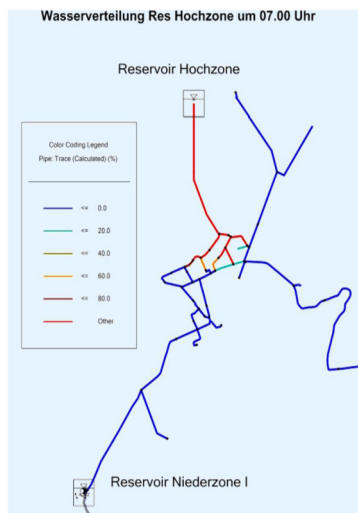 Wasserverteilung Res Hochzone um 07.00 Uhr
Reservoir Hochzone
Color Coding Legend
Pipe: Trace (Calculated) (%)
<= 0.0
<= 20.0
<= 40.0
<= 60.0
<= 80.0
Other
Reservoir Niederzone I